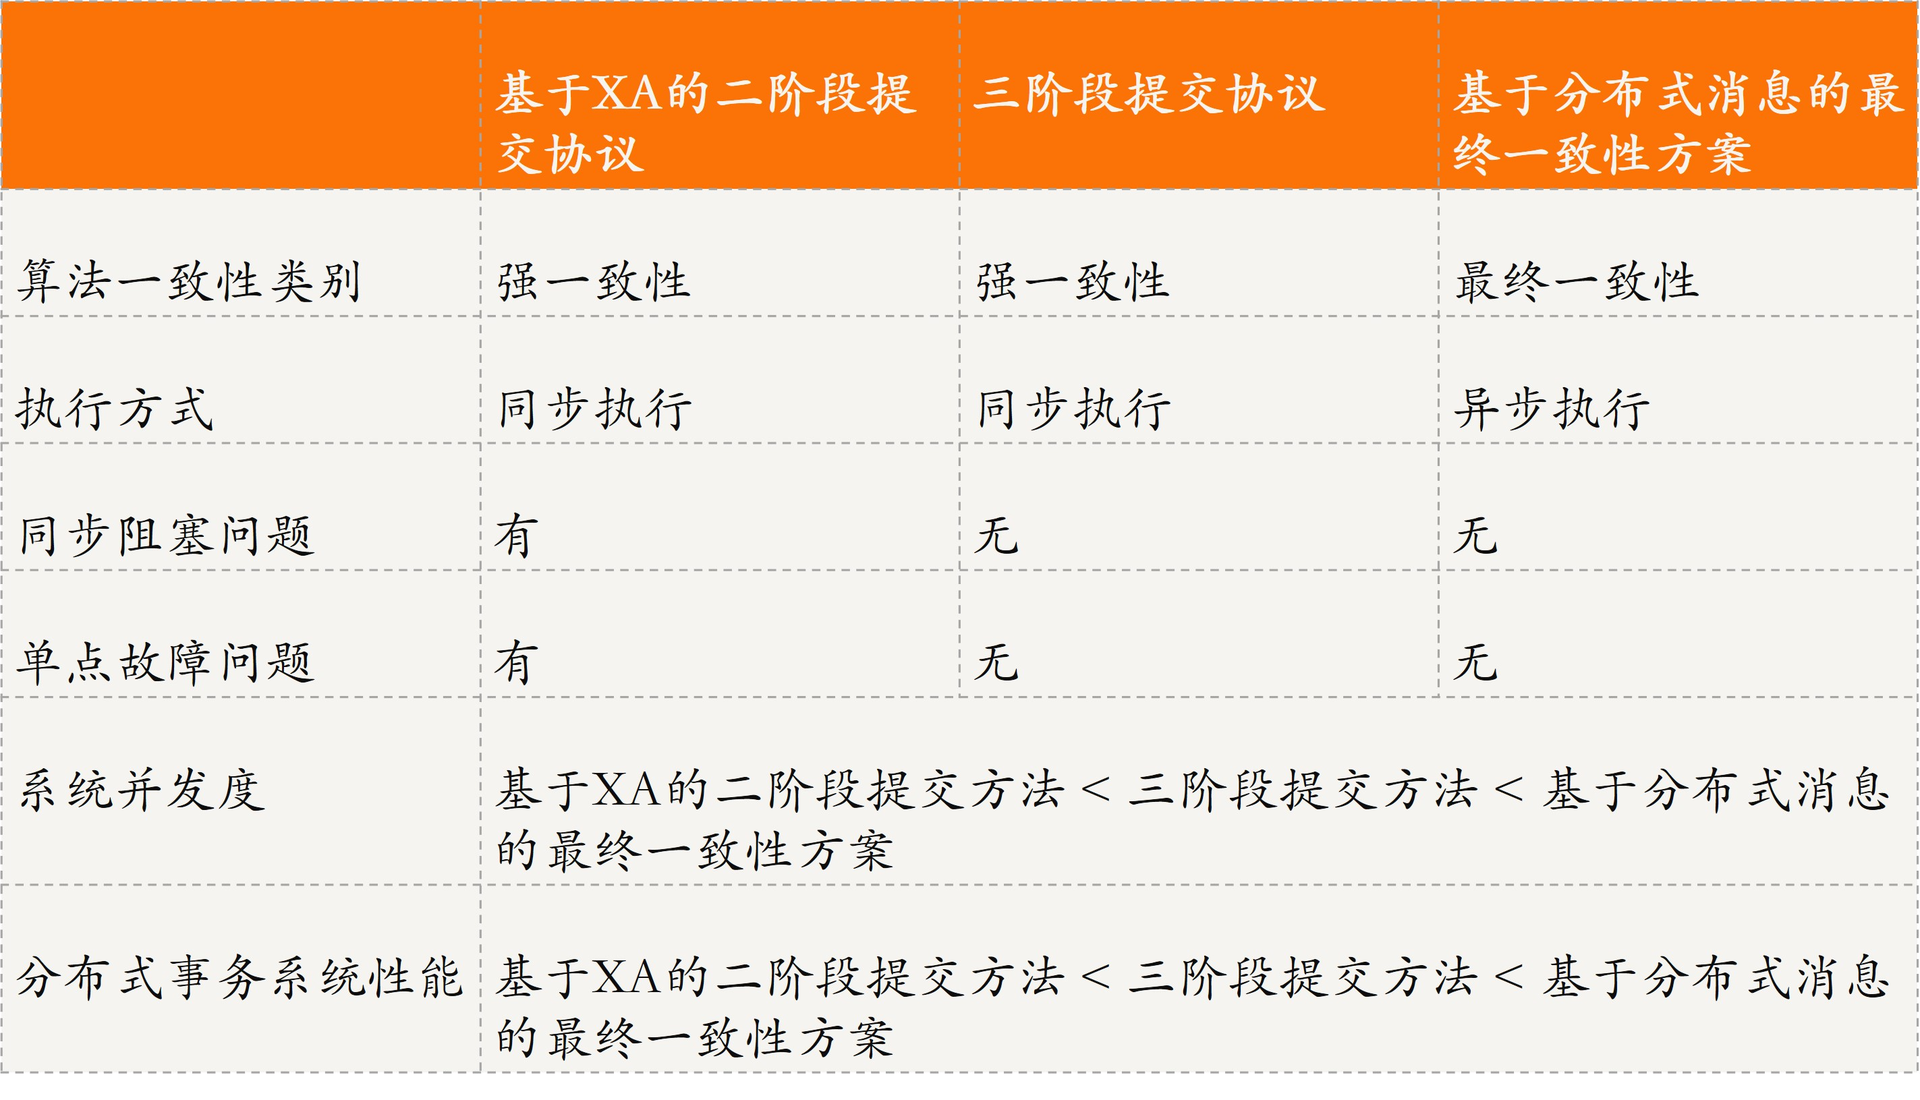 基于XA的二阶段提
交协议
三阶段提交协议
基于分布式消息的最
终一致性方案
算法一致性类别
强一致性
强一致性
最终一致性
执行方式
同步执行
同步执行
异步执行
同步阻塞问题
有
无
无
单点故障问题
有
无
无
系统并发度
基于XA的二阶段提交方法 < 三阶段提交方法 < 基于分布式消息
的最终一致性方案
分布式事务系统性能
基于XA的二阶段提交方法 < 三阶段提交方法 < 基于分布式消息
的最终一致性方案